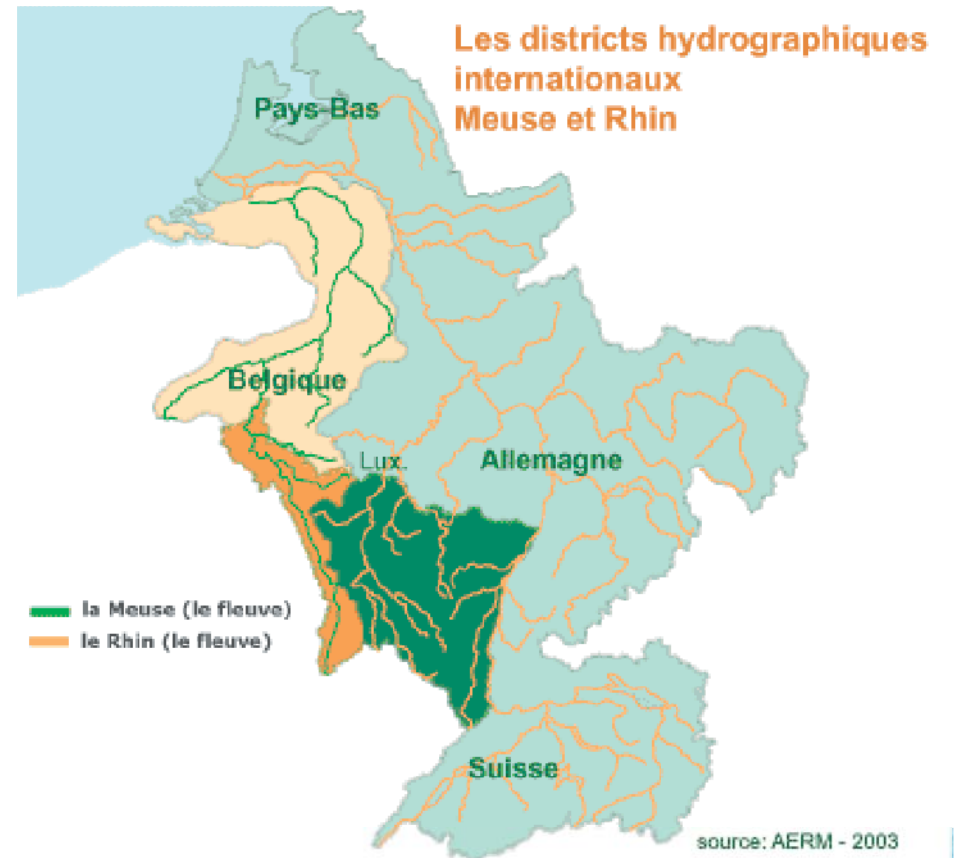 Les districts hydrographiques
internationaux
Meuse et Rhin
Pays-Bas
Belgique
Lux.
Allemagne
la Meuse (le fleuve)
le Rhin (le fleuve)
Suisse
source: AERM - 2003